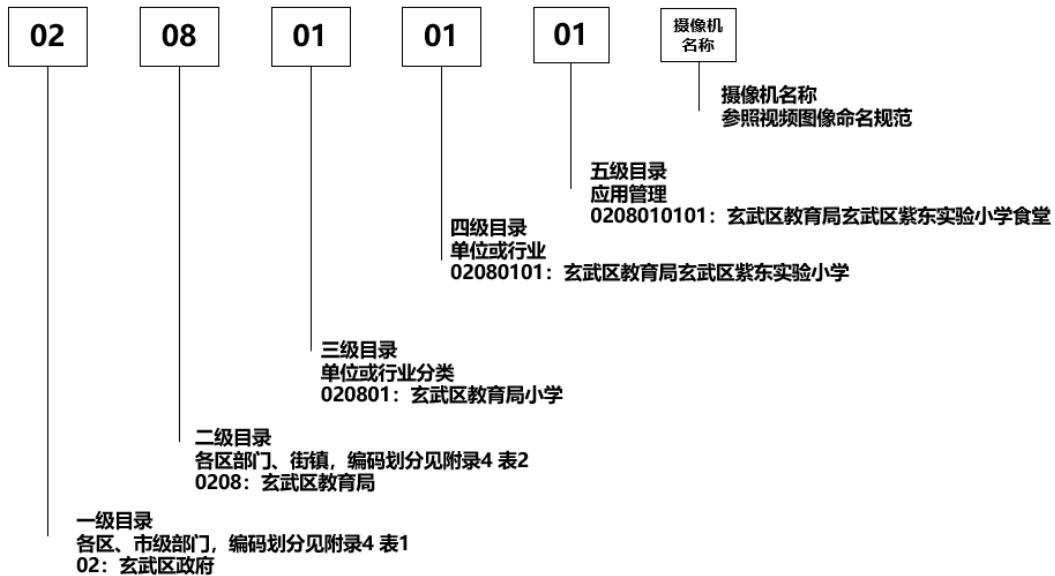 02
08
01
01
01
摄像机
名称
摄像机名称
参照视频图像命名规范
五级目录
应用管理
0208010101：玄武区教育局玄武区紫东实验小学食堂
四级目录
单位或行业
02080101：玄武区教育局玄武区紫东实验小学
三级目录
单位或行业分类
020801：玄武区教育局小学
二级目录
各区部门、街镇，编码划分见附录4 表2
0208：玄武区教育局
一级目录
各区、市级部门，编码划分见附录4 表1
02：玄武区政府